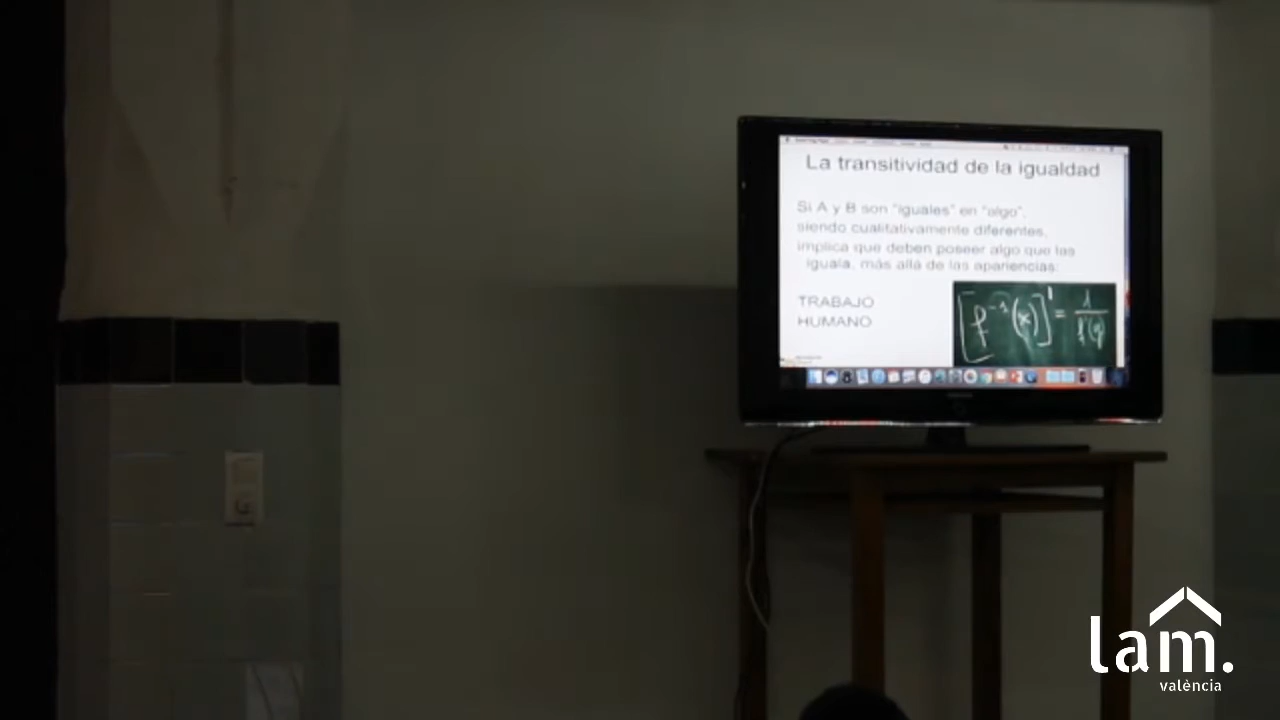 La transitividad de la igualdad
Si A y B son "iguales" en "algo",
siendo cualitativamente diferentes,
implica que deben poseer algo que las
iguala, más allá de las apariencias:
TRABAJO
HUMANO
lam.
valència